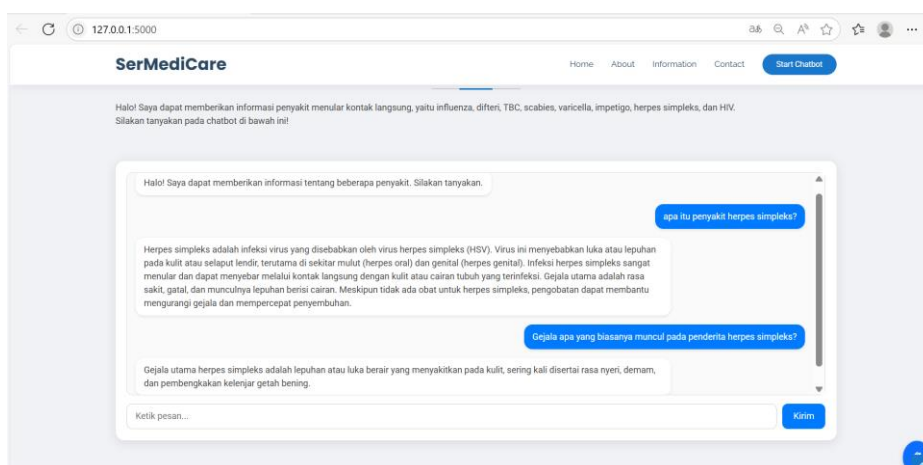 127.0.0.1:5000
SerMediCare
Home About Information Contact Start Chatbot
Halo! Saya dapat memberikan informasi penyakit menular kontak langsung, yaitu influenza, difteri, TBC, scabies, varicella, impetigo, herpes simpleks, dan HIV.
Silakan tanyakan pada chatbot di bawah ini!
Halo! Saya dapat memberikan informasi tentang beberapa penyakit. Silakan tanyakan.
apa itu penyakit herpes simpleks?
Herpes simpleks adalah infeksi virus yang disebabkan oleh virus herpes simpleks (HSV). Virus ini menyebabkan luka atau lepuhan
pada kulit atau selaput lendir, terutama di sekitar mulut (herpes oral) dan genital (herpes genital). Infeksi herpes simpleks sangat
menular dan dapat menyebar melalui kontak langsung dengan kulit atau cairan tubuh yang terinfeksi. Gejala utama adalah rasa
sakit, gatal, dan munculnya lepuhan berisi cairan. Meskipun tidak ada obat untuk herpes simpleks, pengobatan dapat membantu
mengurangi gejala dan mempercepat penyembuhan.
Gejala apa yang biasanya muncul pada penderita herpes simpleks?
Gejala utama herpes simpleks adalah lepuhan atau luka berair yang menyakitkan pada kulit, sering kali disertai rasa nyeri, demam,
dan pembengkakan kelenjar getah bening.
Ketik pesan...
Kirim